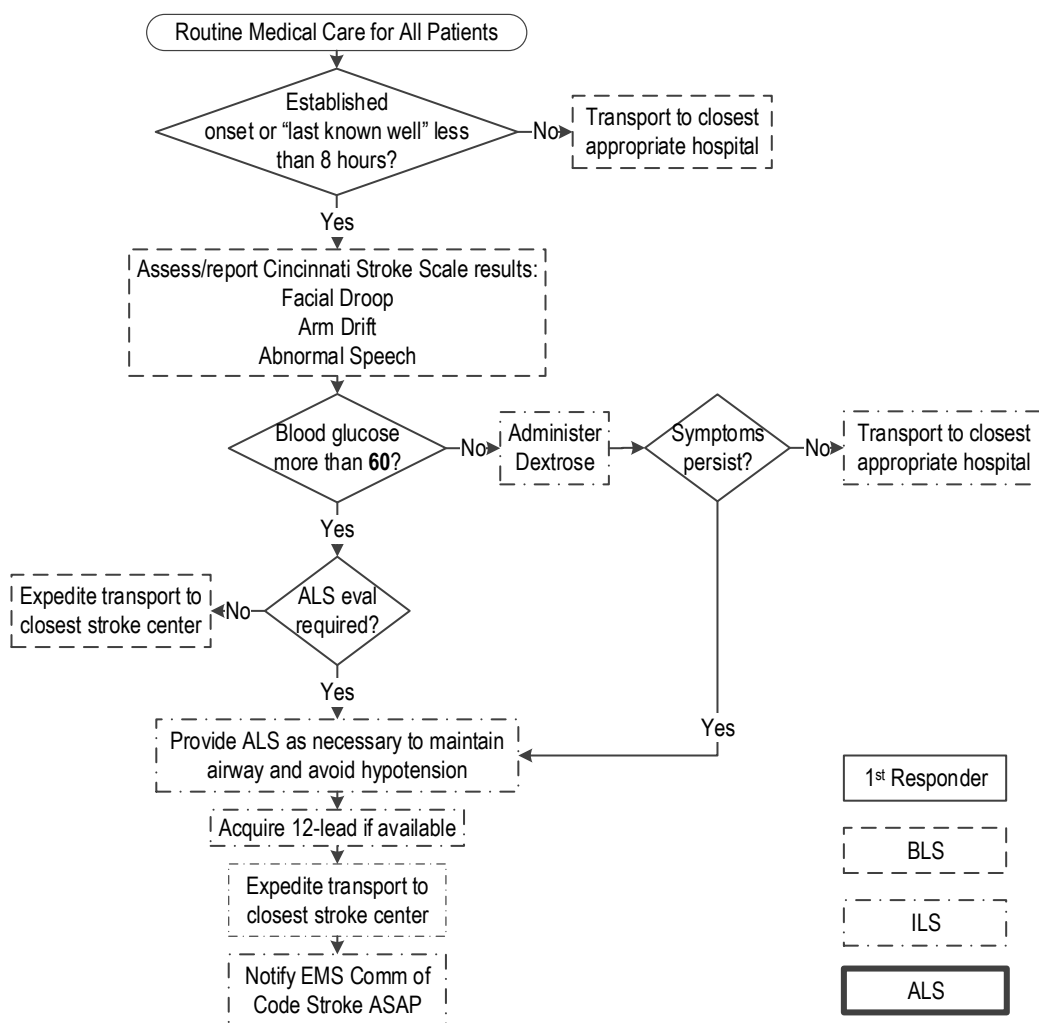 Routine Medical Care for All Patients
Established
onset or “last known well” less
than 8 hours?
No
Transport to closest
appropriate hospital
Yes
Assess/report Cincinnati Stroke Scale results:
Facial Droop
Arm Drift
Abnormal Speech
Blood glucose
more than 60?
No
Administer
Dextrose
Symptoms
persist?
No
Transport to closest
appropriate hospital
Yes
Expedite transport to
closest stroke center
No
ALS eval
required?
Yes
Yes
Provide ALS as necessary to maintain
airway and avoid hypotension
Acquire 12-lead if available
Expedite transport to
closest stroke center
Notify EMS Comm of
Code Stroke ASAP
1st Responder
BLS
ILS
ALS